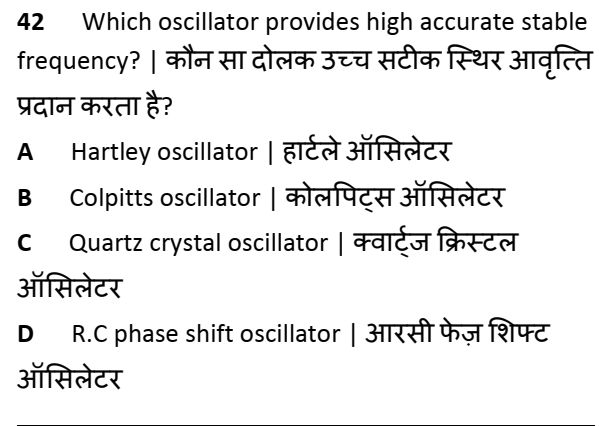 42 Which oscillator provides high accurate stable
frequency? | कौन सा दोलक उच्च सटीक स्थिर आवृत्ति
प्रदान करता है?
A Hartley oscillator | हार्टले ऑसिलेटर
B Colpitts oscillator | कोलपिट्स ऑसिलेटर
C Quartz crystal oscillator | क्वार्ट्ज क्रिस्टल
ऑसिलेटर
D R.C phase shift oscillator | आरसी फेज़ शिफ्ट
ऑसिलेटर